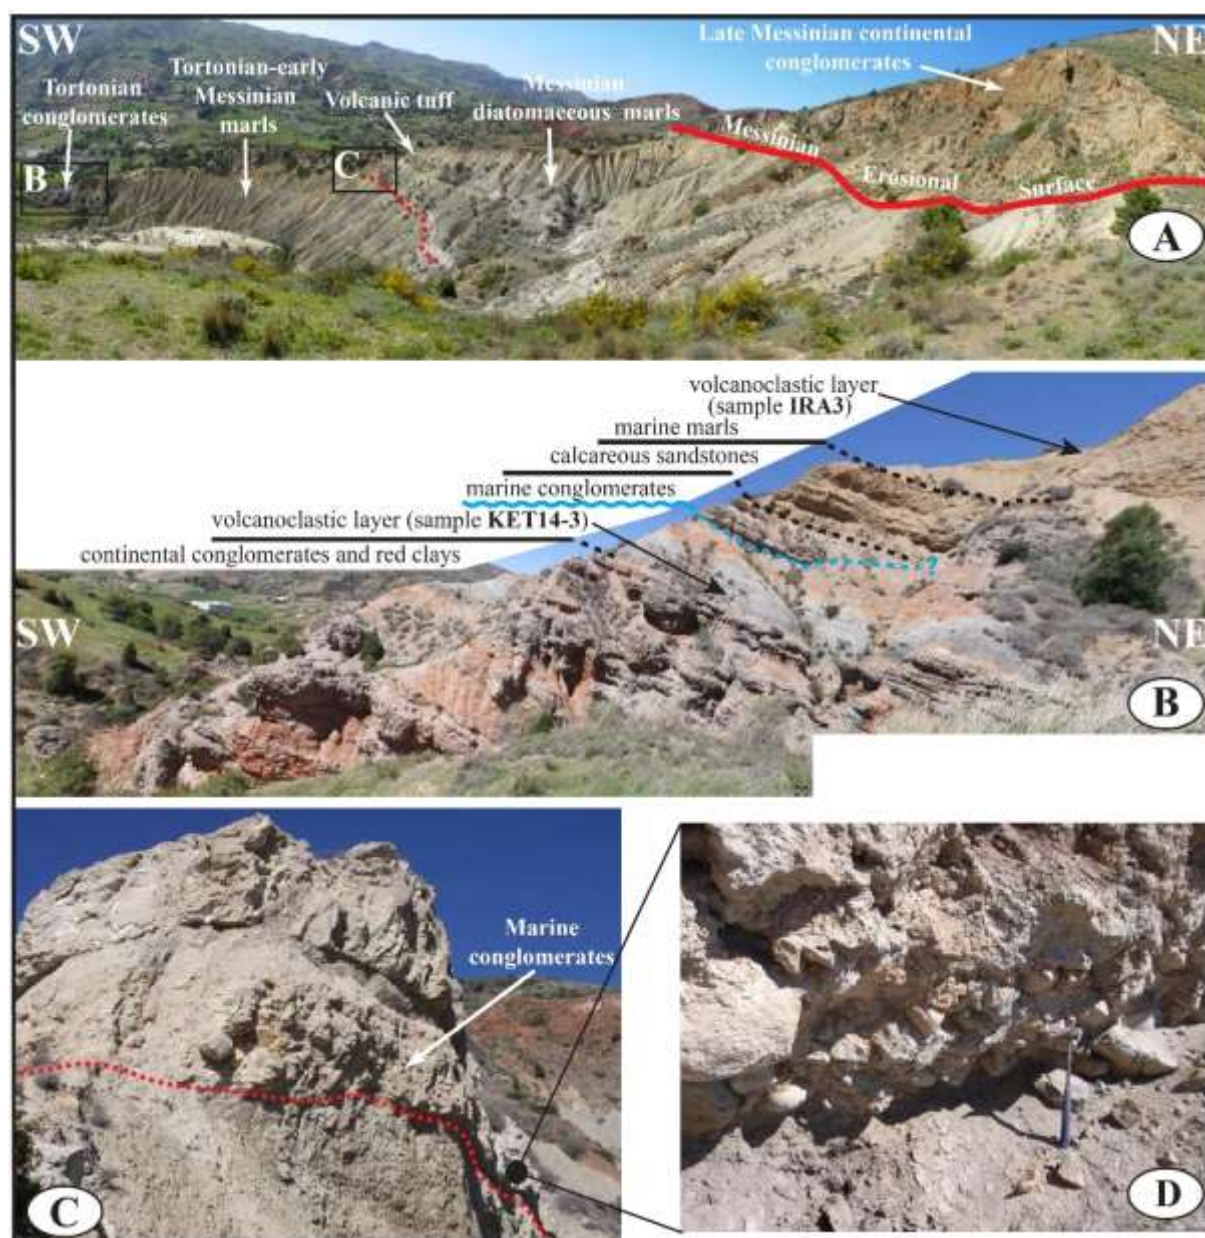 SW
NE
Late Messinian continental
conglomerates
Tortonian
conglomerates
Tortonian-early
Messinian
marls
Volcanic tuff
Messinian
diatomaceous marls
Messinian
Erosional
Surface
B
C
A
volcanoclastic layer
(sample IRA3)
marine marls
calcareous sandstones
marine conglomerates
volcanoclastic layer (sample KET14-3)
continental conglomerates and red clays
?
SW
NE
B
Marine
conglomerates
C
D